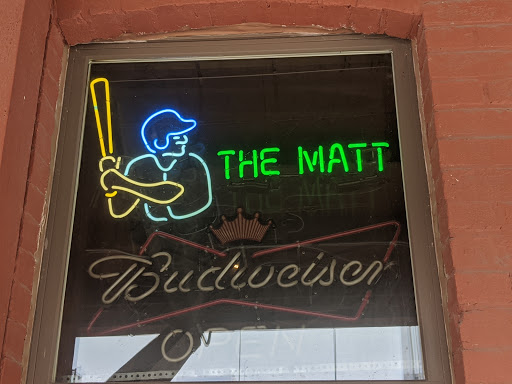 THE MATT
Budweiser
OPEN